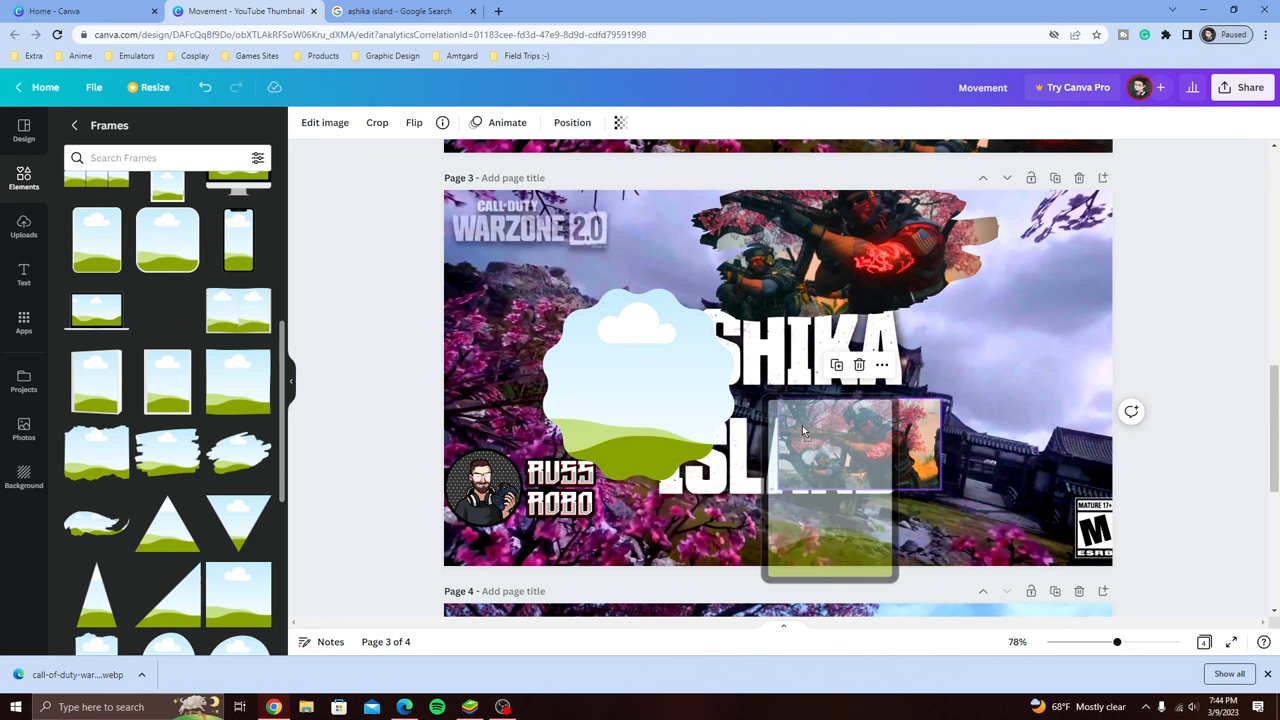 Home - Canva
Movement - YouTube Thumbnail
ashika island - Google Search
canva.com/design/DAFcQqBf9Do/obXTLAkRFSoW06Kru_dXMA/edit?analyticsCorrelationId=01183cee-fd3d-47e9-8d9d-cdfd79591998
Paused
Extra
Anime
Emulators
Cosplay
Games Sites
Products
Graphic Design
Amtgard
Field Trips ;-)
Home
File
Resize
Movement
Try Canva Pro
Share
Design
Elements
Uploads
Text
Apps
Projects
Photos
Background
Frames
Search Frames
Edit image
Crop
Flip
Animate
Position
Page 3 - Add page title
CALL·DUTY
WARZONE 2.0
SHIKA
RUSS
ROBO
MATURE 17+
M
ESRB
Page 4 - Add page title
Notes
Page 3 of 4
78%
4
call-of-duty-war....webp
Show all
Type here to search
68°F Mostly clear
7:44 PM
3/9/2023